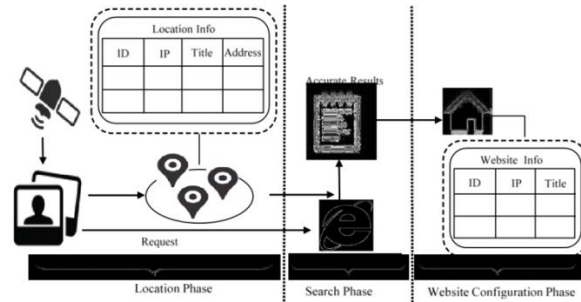 Location Info
ID IP Title Address
Accurate Results
Website Info
ID IP Title
Request
Location Phase
Search Phase
Website Configuration Phase